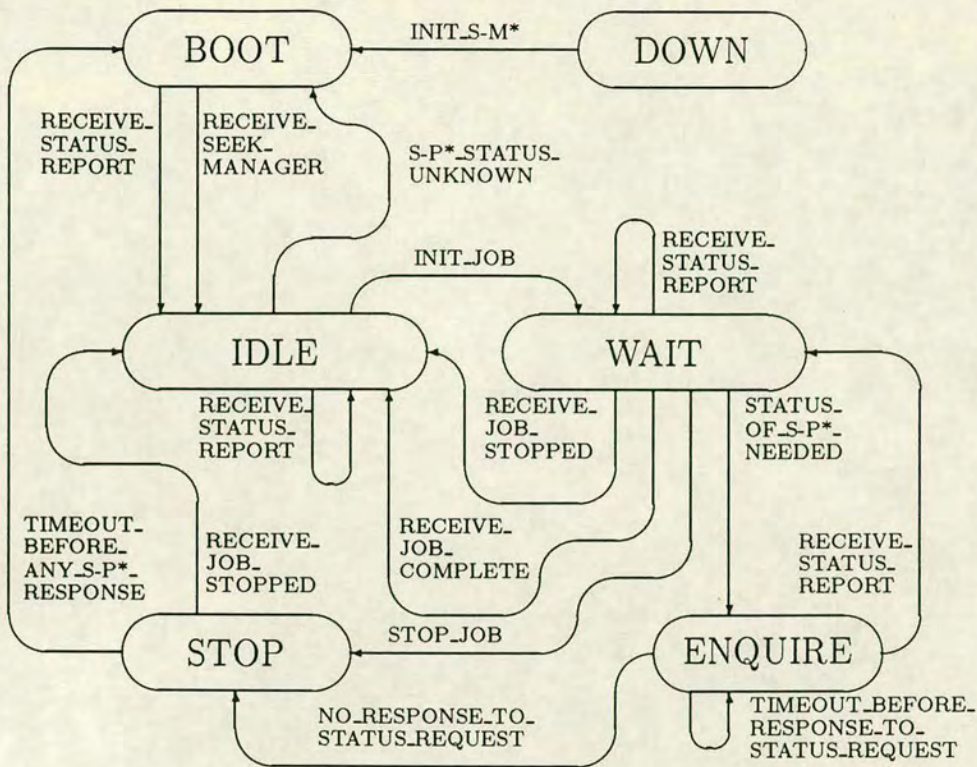 BOOT
INIT_S-M*
DOWN
RECEIVE_
STATUS_
REPORT
RECEIVE_
SEEK_
MANAGER
S-P*_STATUS_
UNKNOWN
INIT_JOB
RECEIVE_
STATUS_
REPORT
IDLE
WAIT
RECEIVE_
STATUS_
REPORT
RECEIVE_
JOB_
STOPPED
STATUS_
OF_S-P*_
NEEDED
TIMEOUT_
BEFORE_
ANY_S-P*_
RESPONSE
RECEIVE_
JOB_
STOPPED
RECEIVE_
JOB_
COMPLETE
RECEIVE_
STATUS_
REPORT
STOP
STOP_JOB
ENQUIRE
NO_RESPONSE_TO_
STATUS_REQUEST
TIMEOUT_BEFORE_
RESPONSE_TO_
STATUS_REQUEST